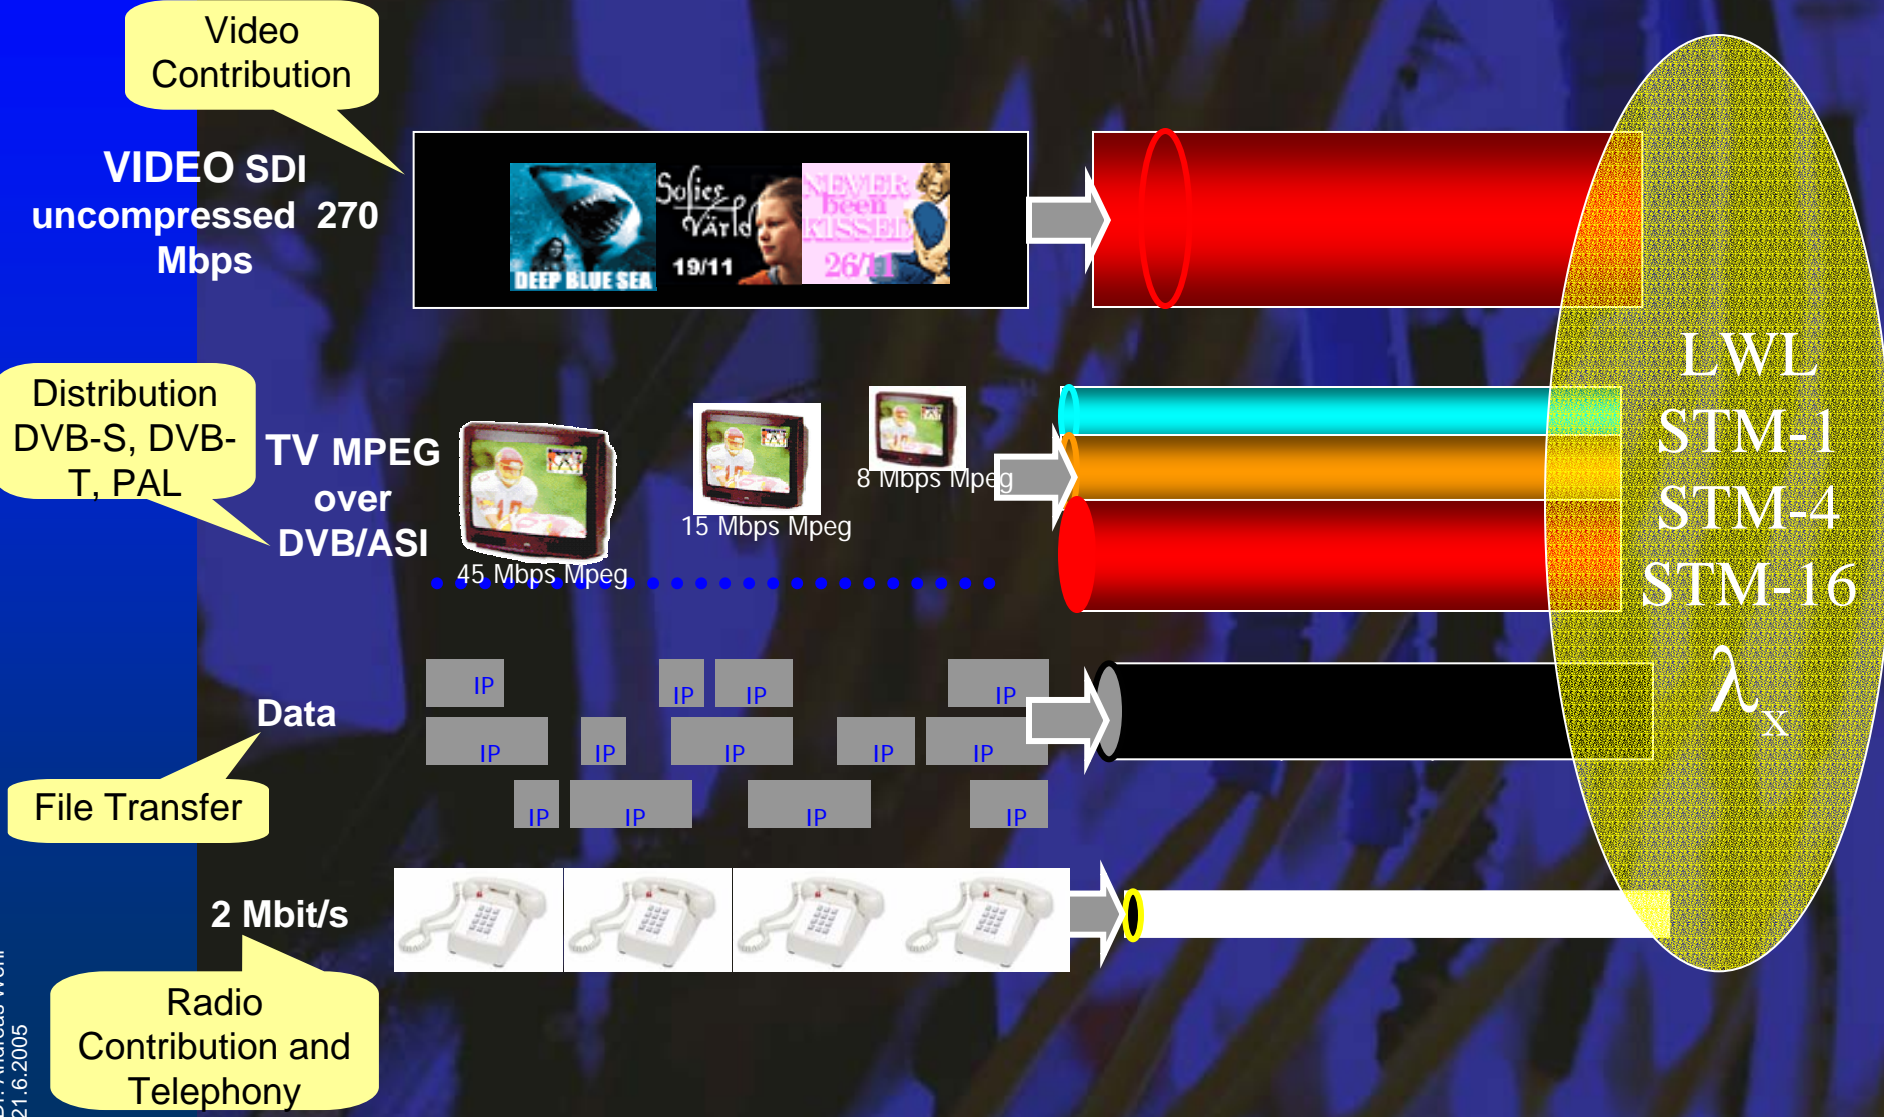 Video
Contribution
VIDEO SDI
uncompressed 270
Mbps
DEEP BLUE SEA
Sofies
Värld
19/11
NEVER
been
KISSED
26/11
Distribution
DVB-S, DVB-
T, PAL
TV MPEG
over
DVB/ASI
45 Mbps Mpeg
15 Mbps Mpeg
8 Mbps Mpeg
LWL
STM-1
STM-4
STM-16
λx
Data
File Transfer
IP IP IP IP
IP IP IP IP IP
IP IP IP IP
2 Mbit/s
Radio
Contribution and
Telephony
Dr. Andreas
21.6.2005